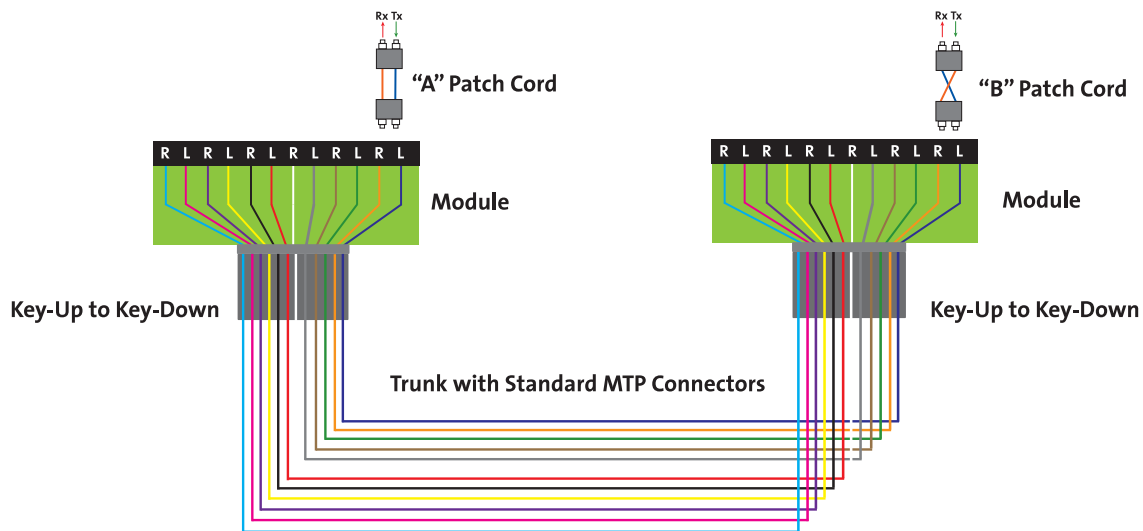 Rx Tx
Rx Tx
"A" Patch Cord
"B" Patch Cord
R L R L R L R L R L R L
R L R L R L R L R L R L
Module
Module
Key-Up to Key-Down
Key-Up to Key-Down
Trunk with Standard MTP Connectors